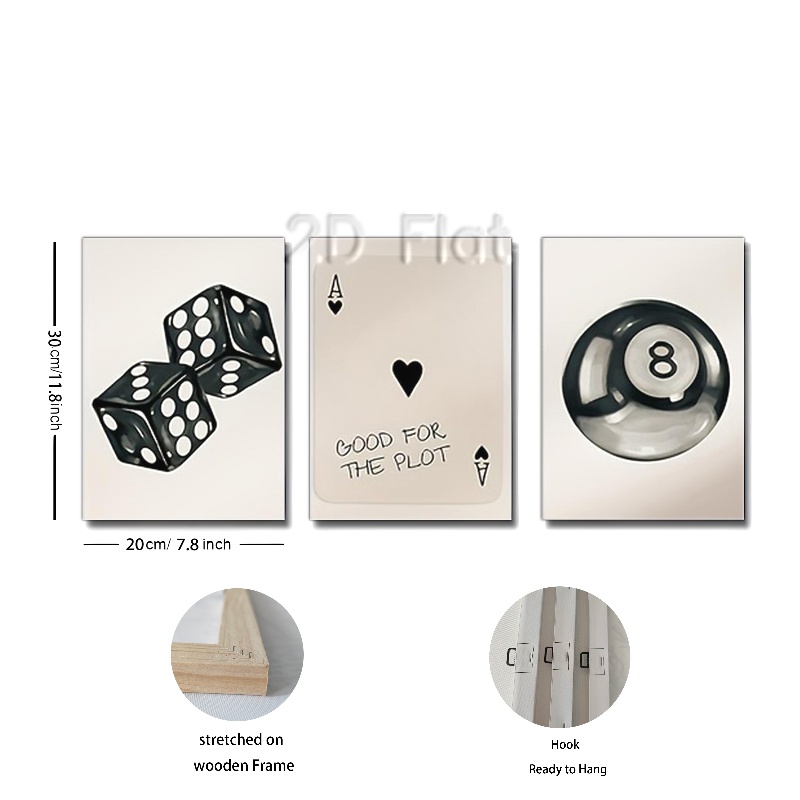 2D Flat
30cm/11.8inch
A
GOOD FOR
THE PLOT
A
8
20cm/ 7.8 inch
stretched on
wooden Frame
Hook
Ready to Hang